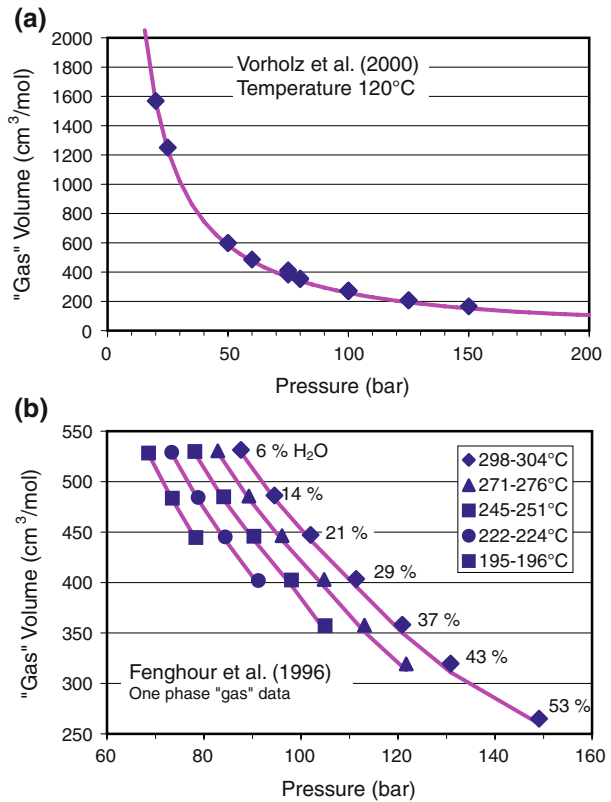 (a)
2000
1800
1600
1400
1200
1000
800
600
400
2000
0
"Gas" Volume (cm³/mol)
Vorholz et al. (2000)
Temperature 120°C
0 50 100 150 200
Pressure (bar)
(b)
550
500
450
400
350
300
250
"Gas" Volume (cm³/mol)
6 % H₂O
14 %
21 %
29 %
37 %
43 %
53 %
298-304°C
271-276°C
245-251°C
222-224°C
195-196°C
Fenghour et al. (1996)
One phase "gas" data
60 80 100 120 140 160
Pressure (bar)